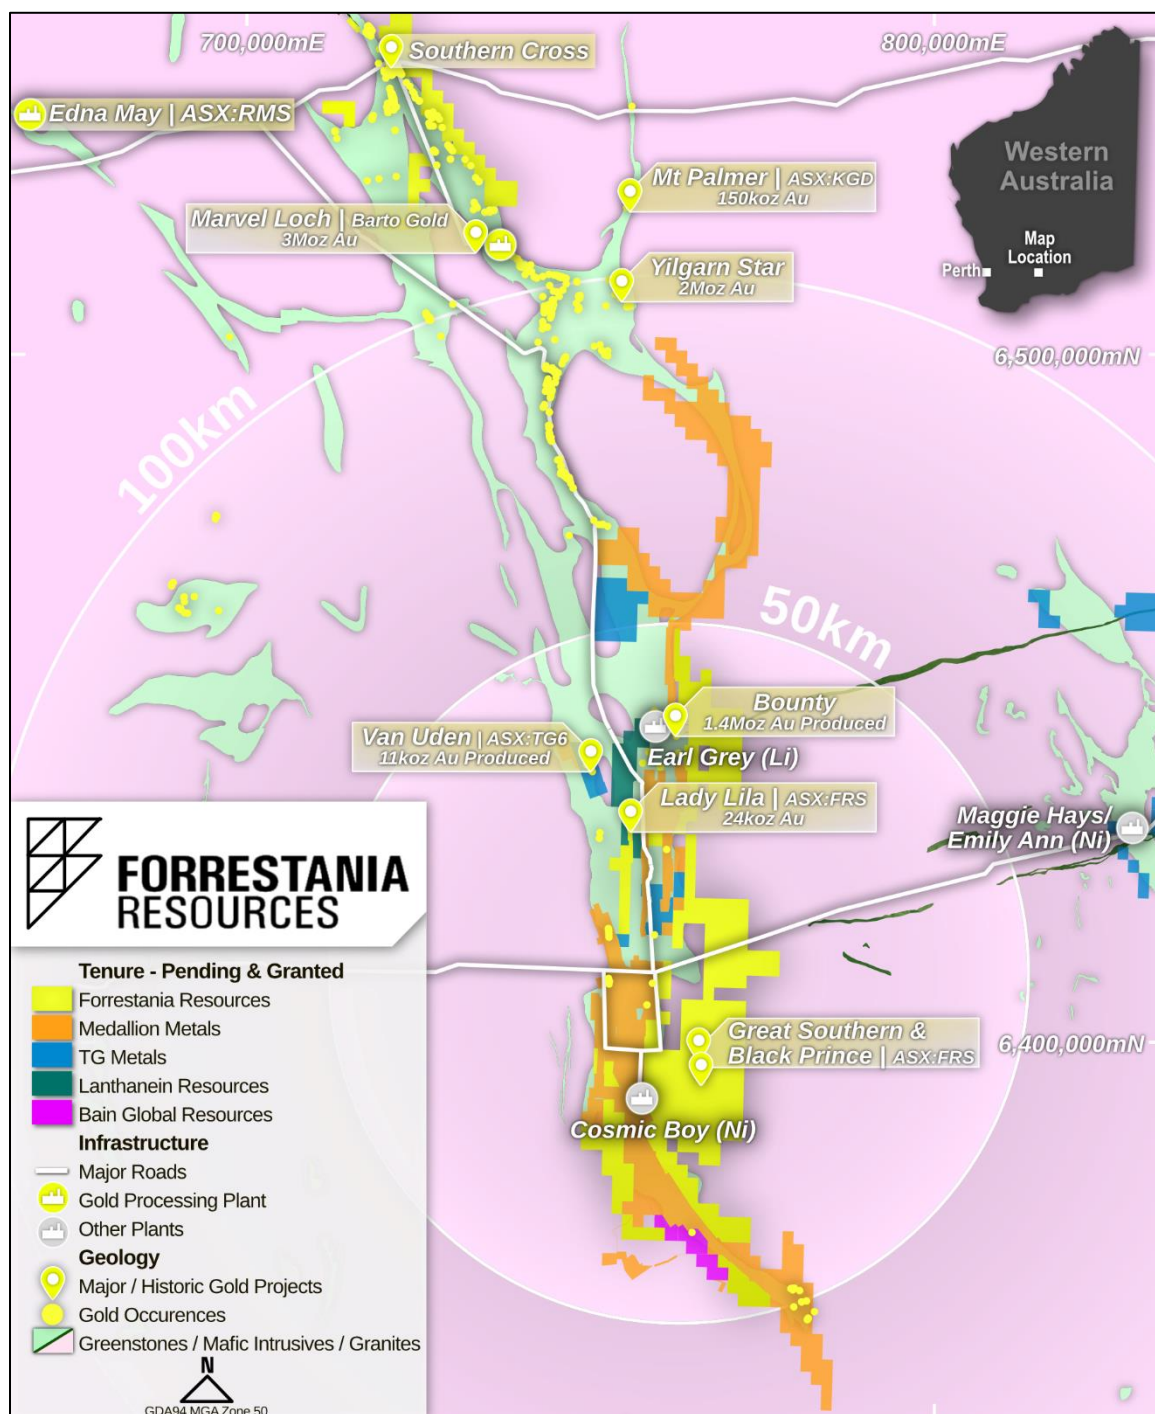 700,000mE
800,000mE
Southern Cross
Edna May | ASX:RMS
Western
Australia
Mt Palmer | ASX:KGD
150koz Au
Marvel Loch | Barto Gold
3Moz Au
Map
Location
Perth
Yilgarn Star
2Moz Au
6,500,000mN
100km
50km
Bounty
1.4Moz Au Produced
Van Uden | ASX:TG6
11koz Au Produced
Earl Grey (Li)
Lady Lila | ASX:FRS
24koz Au
Maggie Hays/
Emily Ann (Ni)
FORRESTANIA
RESOURCES
Great Southern &
Black Prince | ASX:FRS
6,400,000mN
Cosmic Boy (Ni)
Tenure - Pending & Granted
Forrestania Resources
Medallion Metals
TG Metals
Lanthanein Resources
Bain Global Resources
Infrastructure
Major Roads
Gold Processing Plant
Other Plants
Geology
Major / Historic Gold Projects
Gold Occurences
Greenstones / Mafic Intrusives / Granites
N
GDA94 MGA Zone 50